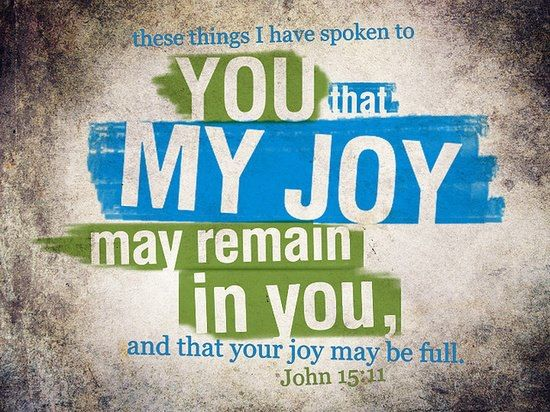 these things I have spoken to
YOU that
MY JOY
may remain
in you,
and that your joy may be full.
John 15:11